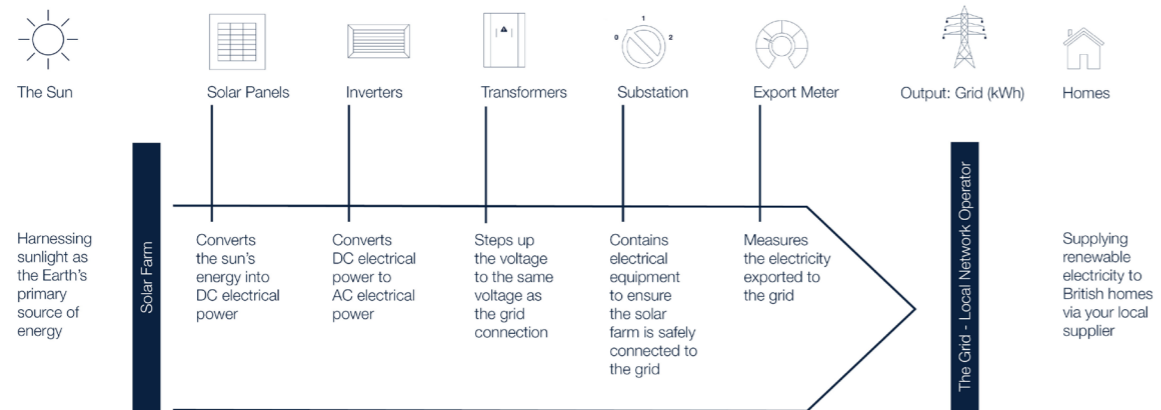 1
0
2
The Sun
Solar Panels
Inverters
Transformers
Substation
Export Meter
Output: Grid (kWh)
Homes
Harnessing
sunlight as
the Earth's
primary
source of
energy
Solar Farm
Converts
the sun's
energy into
DC electrical
power
Converts
DC electrical
power to
AC electrical
power
Steps up
the voltage
to the same
voltage as
the grid
connection
Contains
electrical
equipment
to ensure
the solar
farm is safely
connected to
the grid
Measures
the electricity
exported to
the grid
The Grid - Local Network Operator
Supplying
renewable
electricity to
British homes
via your local
supplier